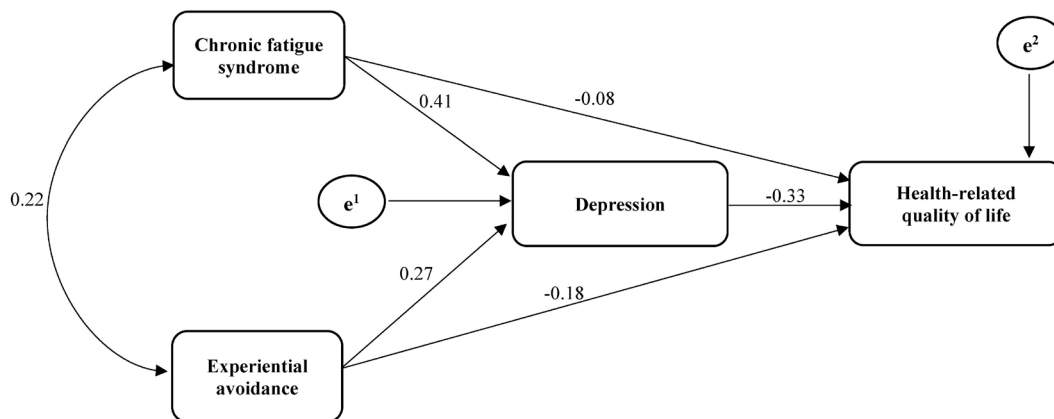 Chronic fatigue
syndrome
e²
-0.08
0.41
0.22
e¹
Depression
-0.33
Health-related
quality of life
0.27
-0.18
Experiential
avoidance